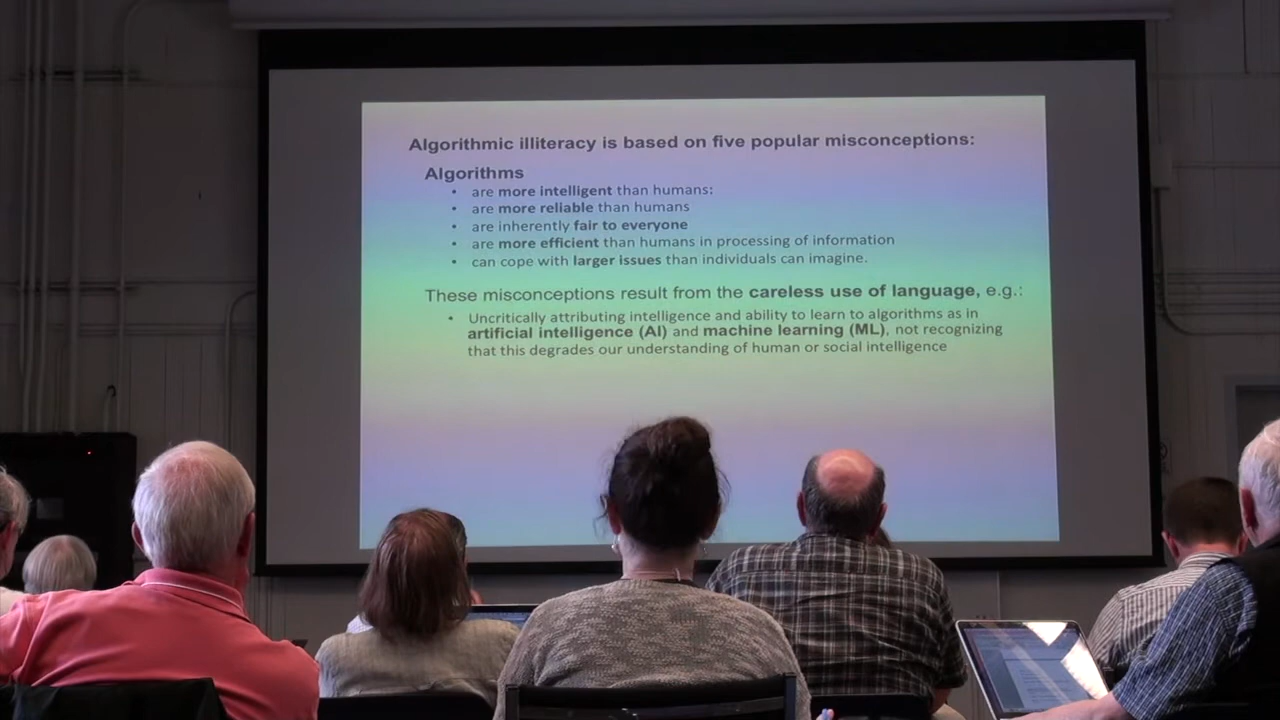 Algorithmic illiteracy is based on five popular misconceptions:
Algorithms
• are more intelligent than humans:
• are more reliable than humans
• are inherently fair to everyone
• are more efficient than humans in processing of information
• can cope with larger issues than individuals can imagine.
These misconceptions result from the careless use of language, e.g.:
• Uncritically attributing intelligence and ability to learn to algorithms as in
artificial intelligence (AI) and machine learning (ML), not recognizing
that this degrades our understanding of human or social intelligence